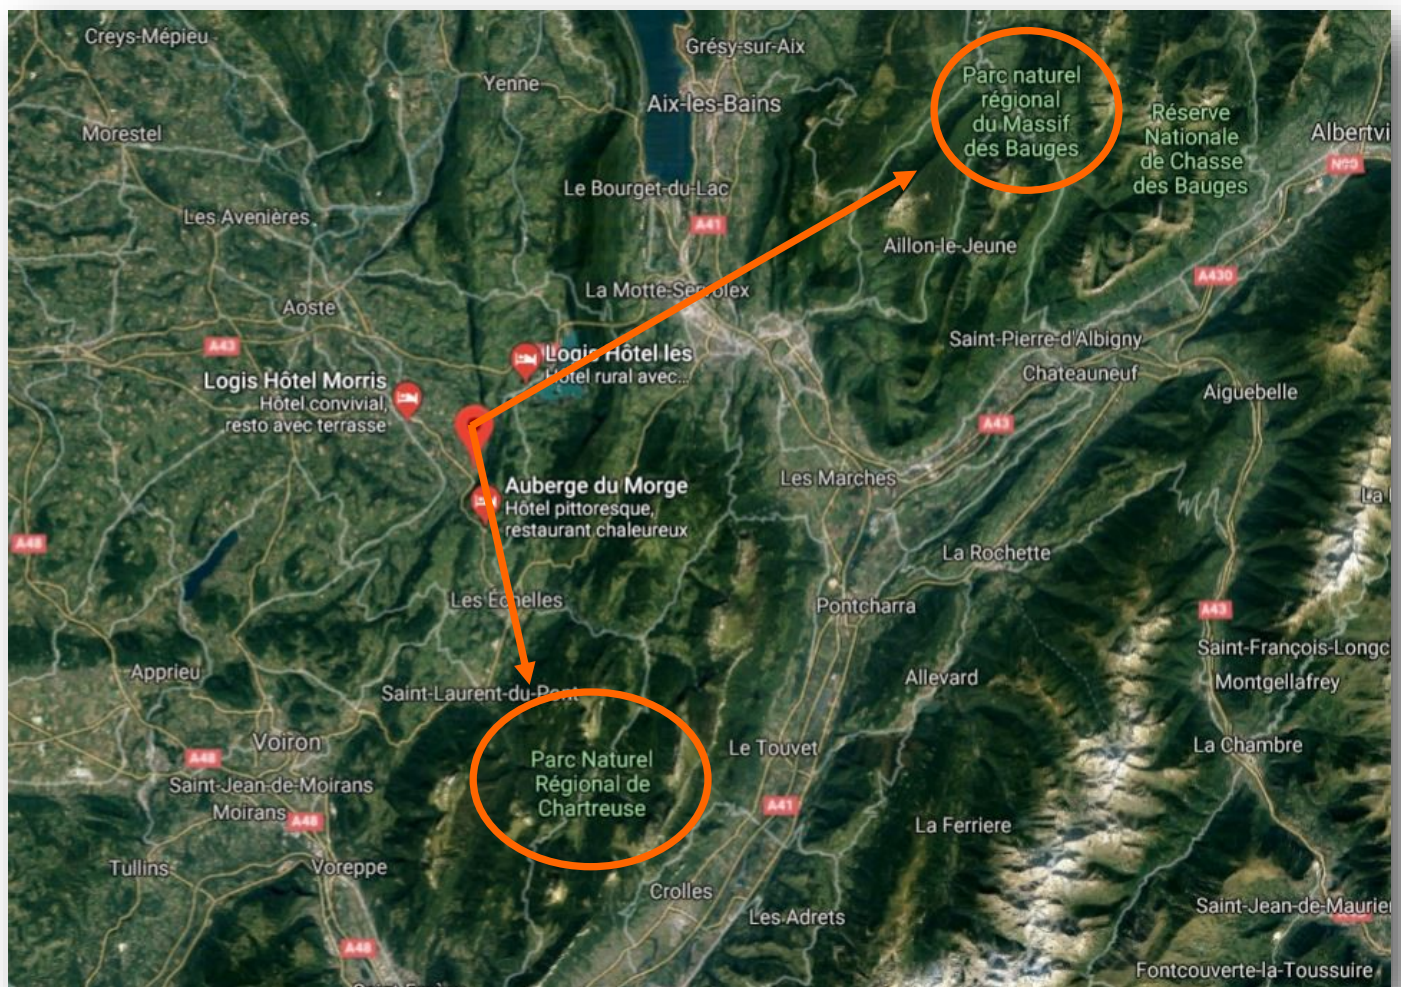 Creys-Mépieu
Grésy-sur-Aix
Yenne
Aix-les-Bains
Parc naturel
régional
du Massif
des Bauges
Réserve
Nationale
de Chasse
des Bauges
Morestel
Albertvi
N90
Le Bourget-du-Lac
Les Avenières
A41
Aillon-le-Jeune
A430
La Motte-Servolex
Aoste
A43
Saint-Pierre-d'Albigny
Logis Hôtel les
Hôtel rural avec...
Chateauneuf
Logis Hôtel Morris
Hôtel convivial,
resto avec terrasse
Aiguebelle
A43
Les Marches
Auberge du Morge
Hôtel pittoresque,
restaurant chaleureux
La
A48
La Rochette
Les Échelles
Pontcharra
A43
Saint-François-Longc
Apprieu
Allevard
Montgellafrey
Saint-Laurent-du-Pont
Voiron
Le Touvet
La Chambre
A48
Parc Naturel
Régional de
Chartreuse
Saint-Jean-de-Moirans
Moirans
A48
A41
La Ferriere
Tullins
Voreppe
Crolles
Les Adrets
Saint-Jean-de-Maurie
A48
Fontcouverte-la-Toussuire